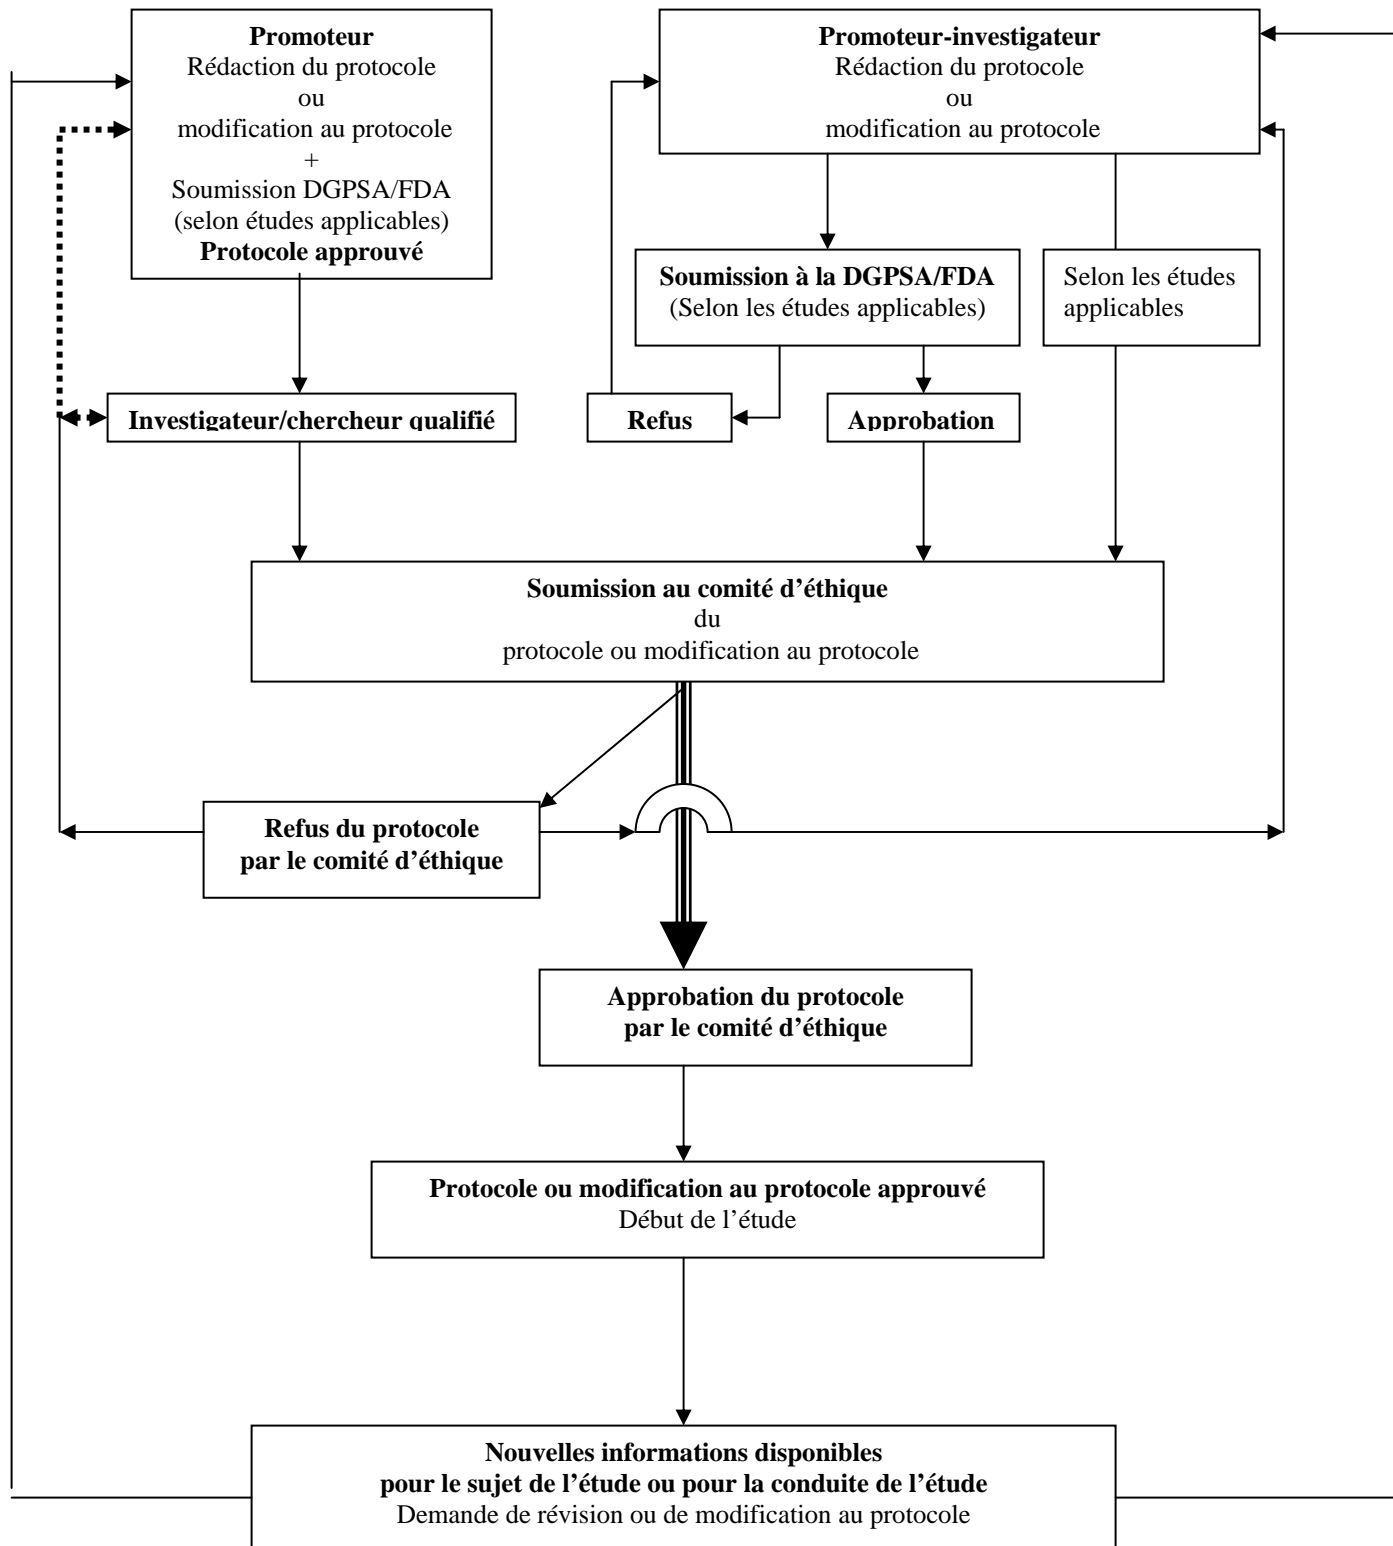 Promoteur
Rédaction du protocole
ou
modification au protocole
+
Soumission DGPSA/FDA
(selon études applicables)
Protocole approuvé
Promoteur-investigateur
Rédaction du protocole
ou
modification au protocole
Soumission à la DGPSA/FDA
(Selon les études applicables)
Selon les études
applicables
Investigateur/chercheur qualifié
Refus
Approbation
Soumission au comité d’éthique
du
protocole ou modification au protocole
Refus du protocole
par le comité d’éthique
Approbation du protocole
par le comité d’éthique
Protocole ou modification au protocole approuvé
Début de l’étude
Nouvelles informations disponibles
pour le sujet de l’étude ou pour la conduite de l’étude
Demande de révision ou de modification au protocole